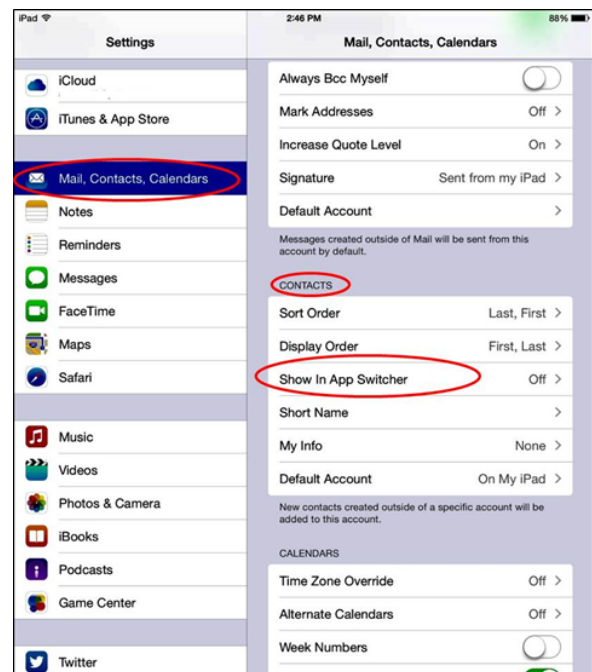 iPad 2:46 PM 88%
Settings
iCloud
iTunes & App Store
Mail, Contacts, Calendars
Notes
Reminders
Messages
FaceTime
Maps
Safari
Music
Videos
Photos & Camera
iBooks
Podcasts
Game Center
Twitter
Mail, Contacts, Calendars
Always Bcc Myself
Mark Addresses Off >
Increase Quote Level On >
Signature Sent from my iPad >
Default Account >
Messages created outside of Mail will be sent from this
account by default.
CONTACTS
Sort Order Last, First >
Display Order First, Last >
Show In App Switcher Off >
Short Name >
My Info None >
Default Account On My iPad >
New contacts created outside of a specific account will be
added to this account.
CALENDARS
Time Zone Override Off >
Alternate Calendars Off >
Week Numbers